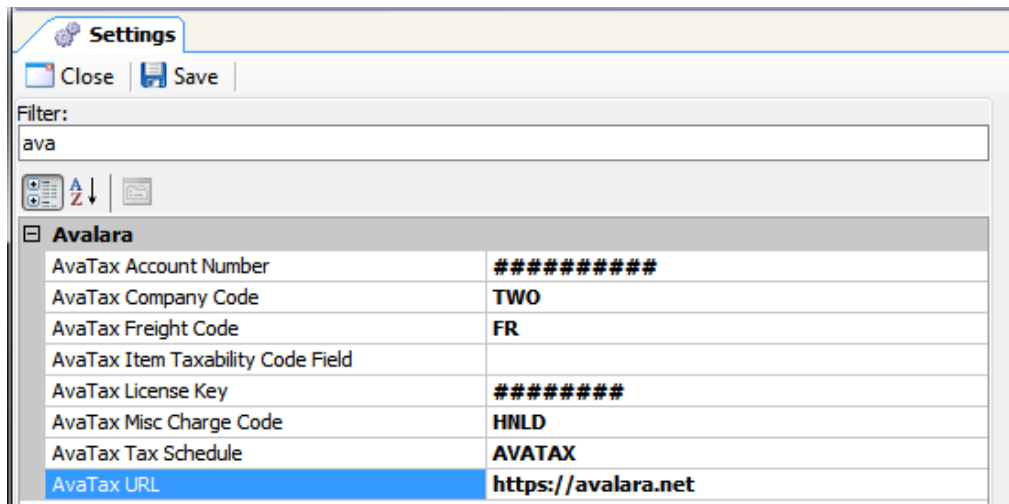 Settings
Close Save
Filter:
ava
Avalara
AvaTax Account Number ##########
AvaTax Company Code TWO
AvaTax Freight Code FR
AvaTax Item Taxability Code Field
AvaTax License Key ########
AvaTax Misc Charge Code HNLD
AvaTax Tax Schedule AVATAX
AvaTax URL https://avalara.net